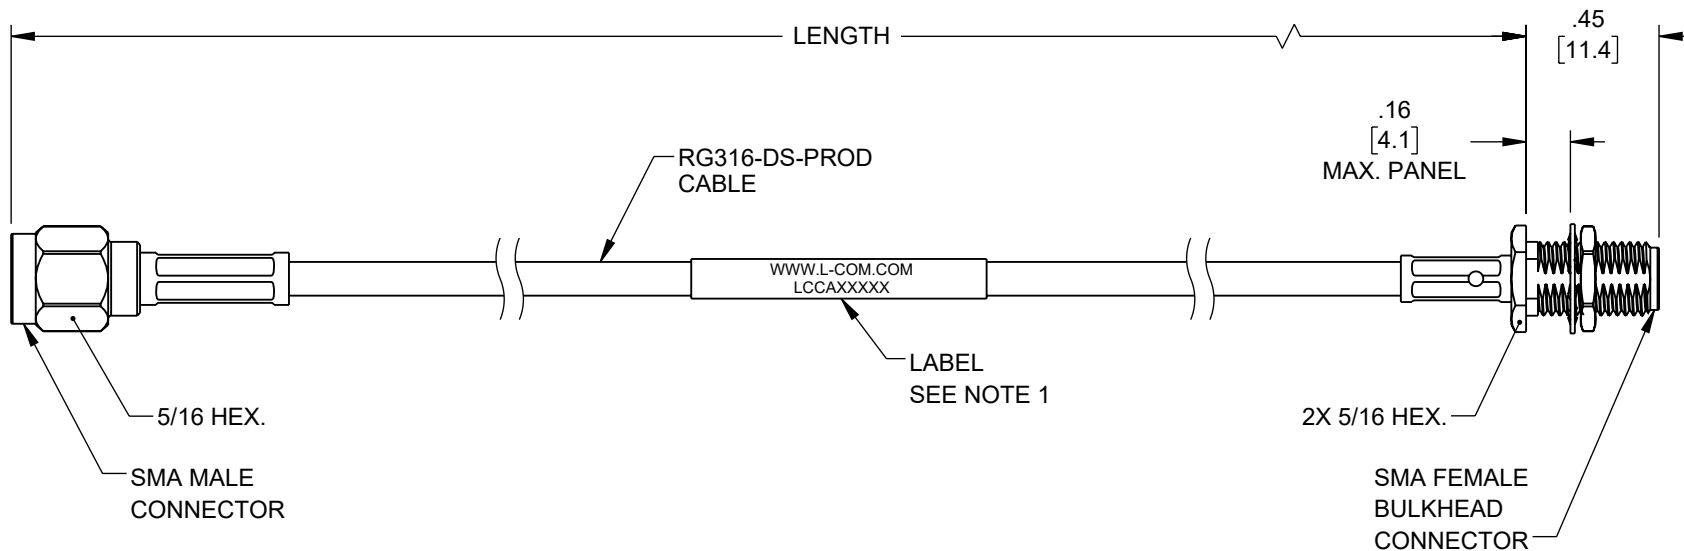 LENGTH
.45
[11.4]
.16
[4.1]
MAX. PANEL
RG316-DS-PROD
CABLE
WWW.L-COM.COM
LCCAXXXXX
LABEL
SEE NOTE 1
5/16 HEX.
2X 5/16 HEX.
SMA MALE
CONNECTOR
SMA FEMALE
BULKHEAD
CONNECTOR